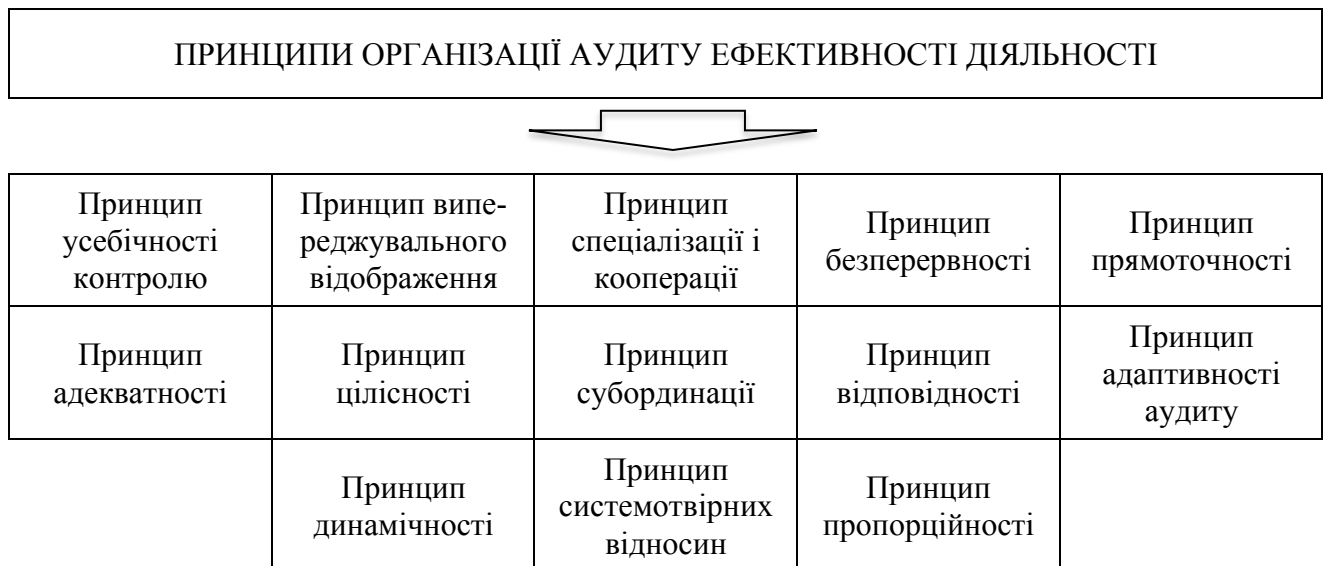 ПРИНЦИПИ ОРГАНІЗАЦІЇ АУДИТУ ЕФЕКТИВНОСТІ ДІЯЛЬНОСТІ
Принцип
усебічності
контролю
Принцип випе-
реджувального
відображення
Принцип
спеціалізації і
кооперації
Принцип
безперервності
Принцип
прямоточності
Принцип
адекватності
Принцип
цілісності
Принцип
субординації
Принцип
відповідності
Принцип
адаптивності
аудиту
Принцип
динамічності
Принцип
системотвірних
відносин
Принцип
пропорційності